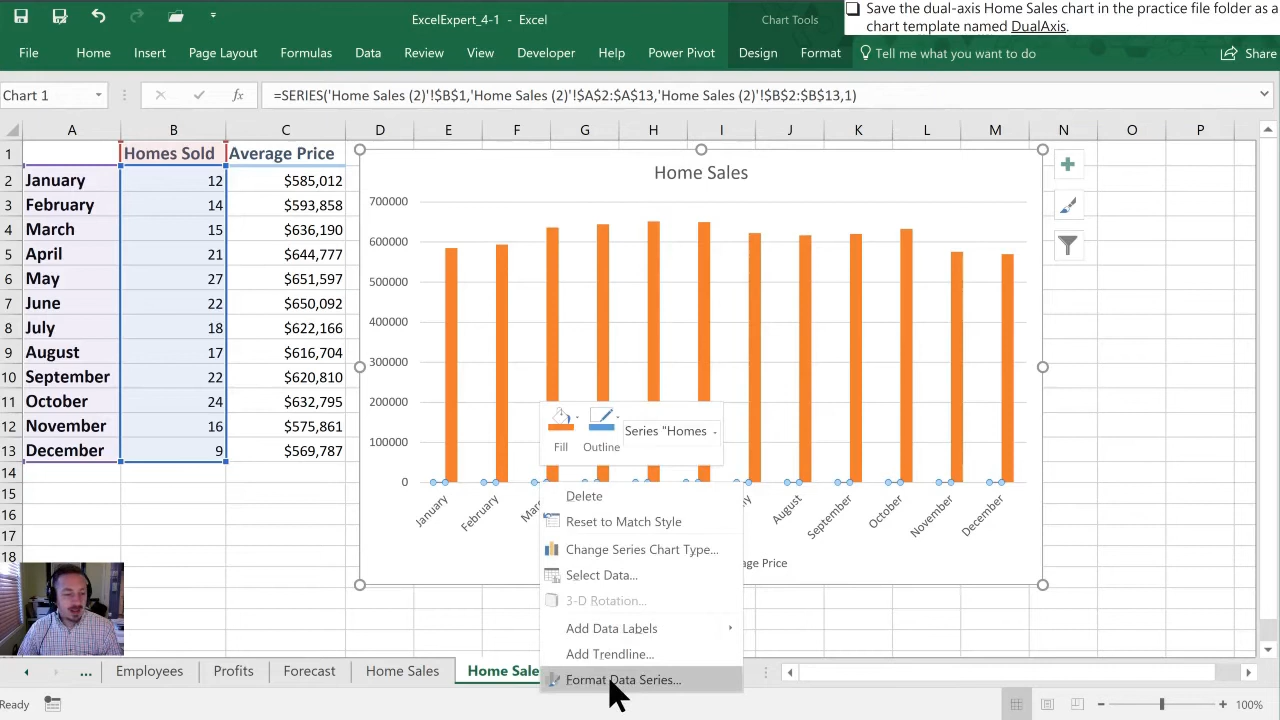 ExcelExpert_4-1 - Excel
Chart Tools
Save the dual-axis Home Sales chart in the practice file folder as a
chart template named DualAxis.
File Home Insert Page Layout Formulas Data Review View Developer Help Power Pivot Design Format Tell me what you want to do Share
Chart 1 fx =SERIES('Home Sales (2)'!$B$1,'Home Sales (2)'!$A$2:$A$13,'Home Sales (2)'!$B$2:$B$13,1)
A B C D E F G H I J K L M N O P
1 Homes Sold Average Price
2 January 12 $585,012
3 February 14 $593,858
4 March 15 $636,190
5 April 21 $644,777
6 May 27 $651,597
7 June 22 $650,092
8 July 18 $622,166
9 August 17 $616,704
10 September 22 $620,810
11 October 24 $632,795
12 November 16 $575,861
13 December 9 $569,787
14
15
16
17
18
Home Sales
700000
600000
500000
400000
300000
200000
100000
0
January February August September October November December
Price
Fill Outline Series "Homes
Delete
Reset to Match Style
Change Series Chart Type...
Select Data...
3-D Rotation...
Add Data Labels
Add Trendline...
Format Data Series...
... Employees Profits Forecast Home Sales Home Sale
Ready 100%